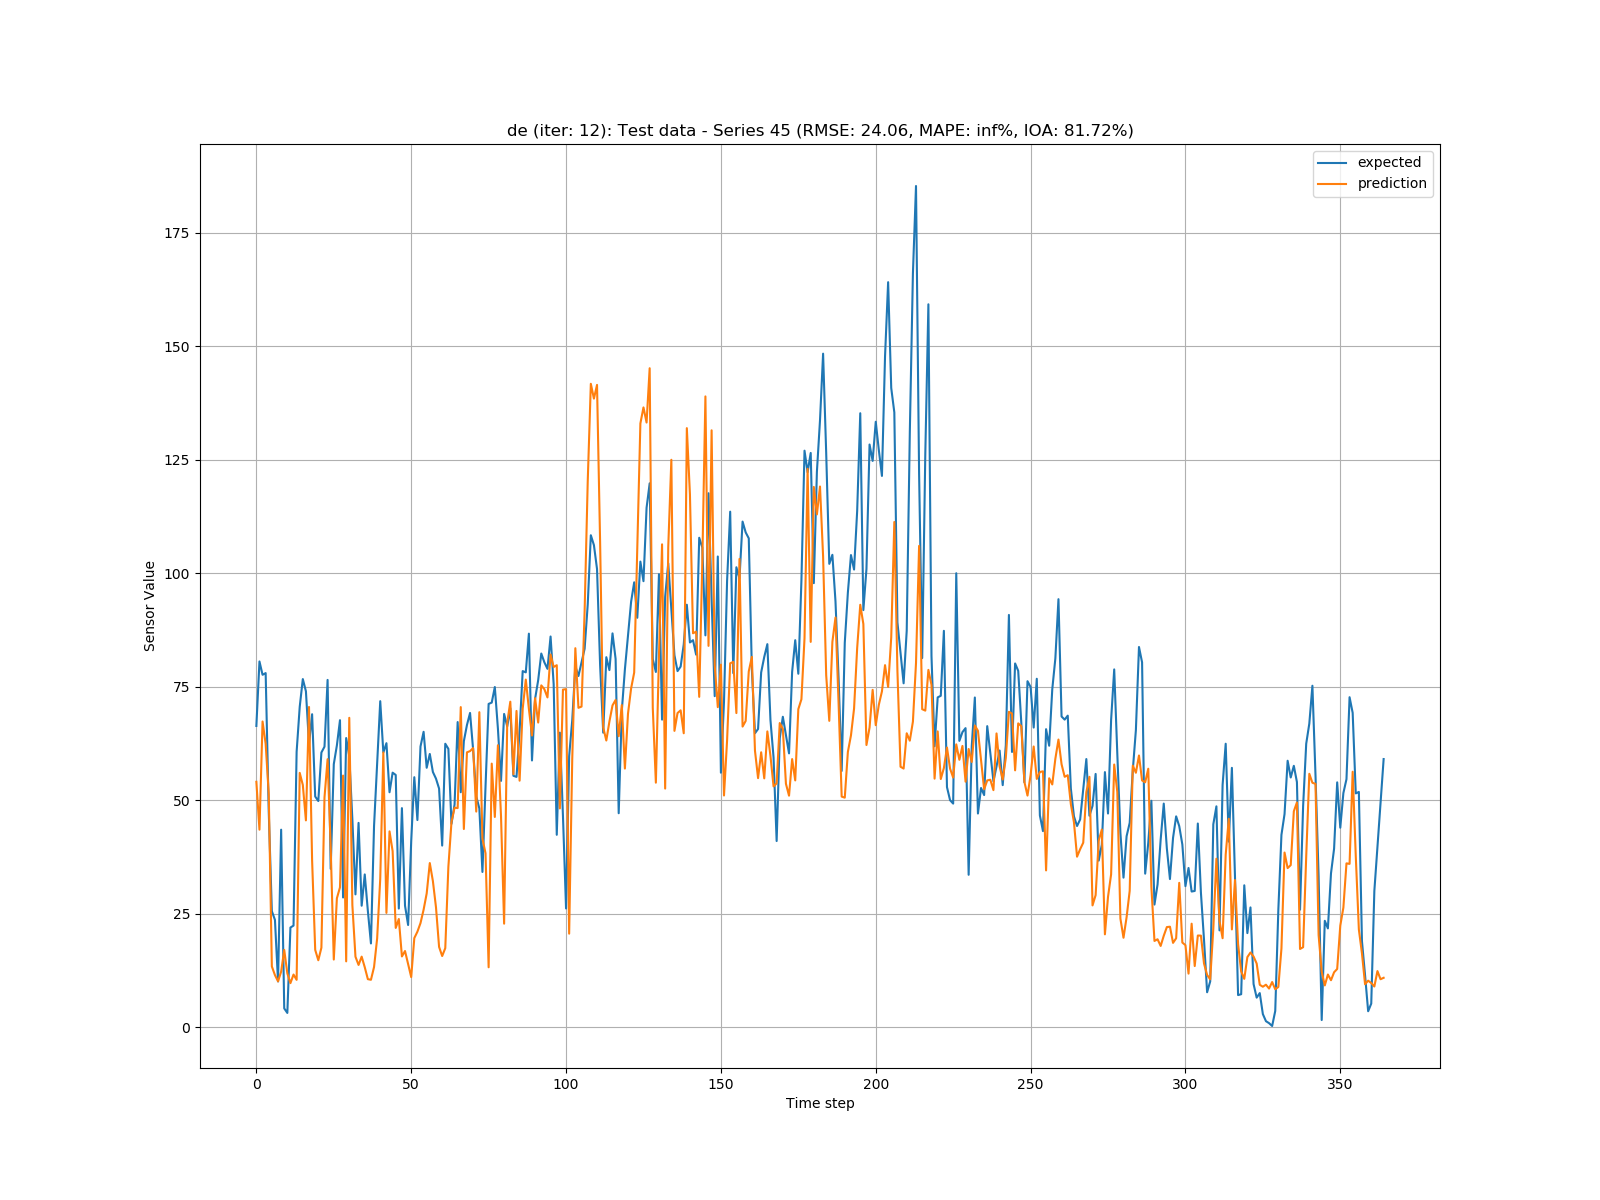 de (iter: 12): Test data - Series 45 (RMSE: 24.06, MAPE: inf%, IOA: 81.72%)
expected
prediction
175
150
125
100
75
50
25
0
Sensor Value
0 50 100 150 200 250 300 350
Time step